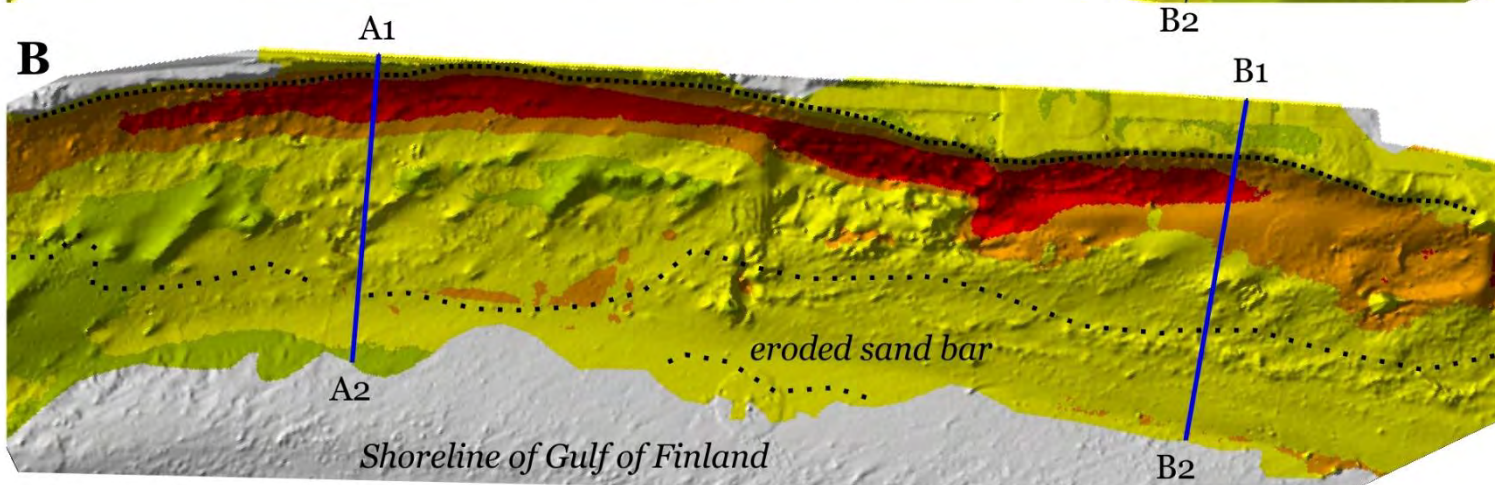 B2
B
A1
B1
eroded sand bar
A2
Shoreline of Gulf of Finland
B2